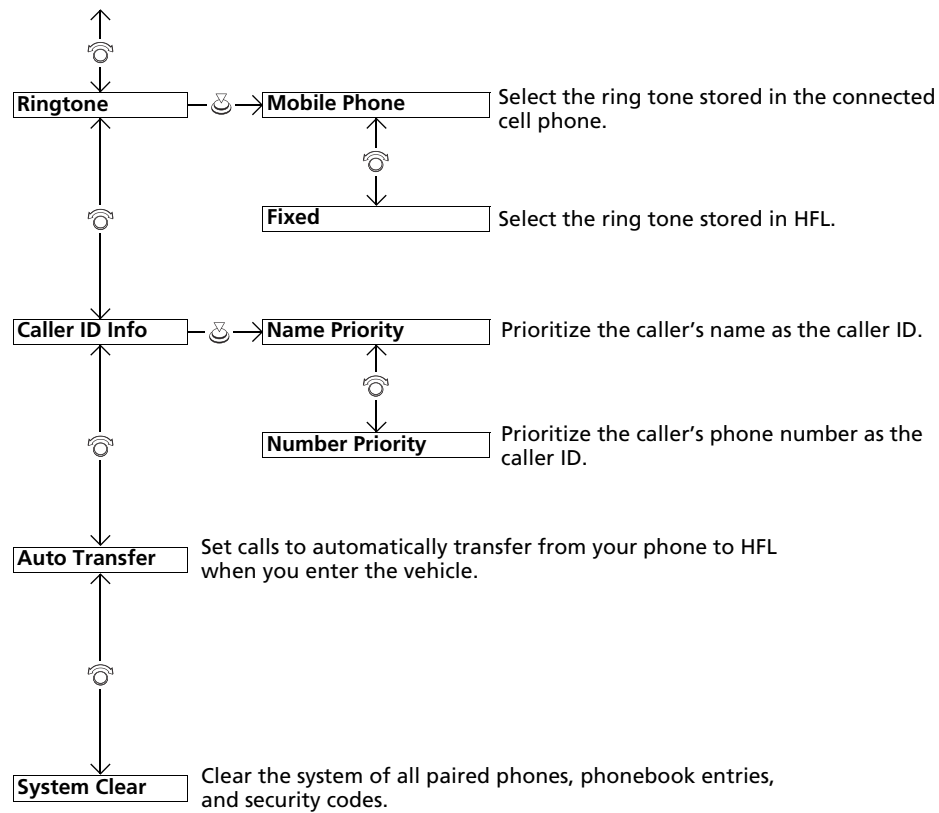 Ringtone
Mobile Phone
Select the ring tone stored in the connected
cell phone.
Fixed
Select the ring tone stored in HFL.
Caller ID Info
Name Priority
Prioritize the caller’s name as the caller ID.
Number Priority
Prioritize the caller’s phone number as the
caller ID.
Auto Transfer
Set calls to automatically transfer from your phone to HFL
when you enter the vehicle.
System Clear
Clear the system of all paired phones, phonebook entries,
and security codes.